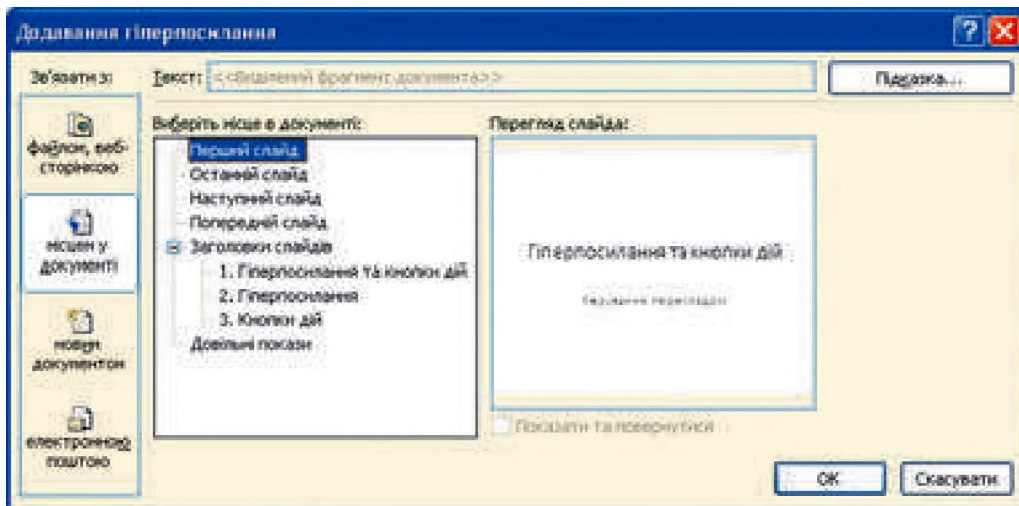 Додавання гіперпосилання
Зв'язати з:
Текст: <<Виділений фрагмент документа>>
Підказка...
файлом, веб-
сторінкою
місцем у
документі
новим
документом
електронною
поштою
Виберіть місце в документі:
Перший слайд
Останній слайд
Наступний слайд
Попередній слайд
Заголовки слайдів
1. Гіперпосилання та кнопки дій
2. Гіперпосилання
3. Кнопки дій
Довільні покази
Перегляд слайда:
Гіперпосилання та кнопки дій
Показати та повернутися
ОК
Скасувати